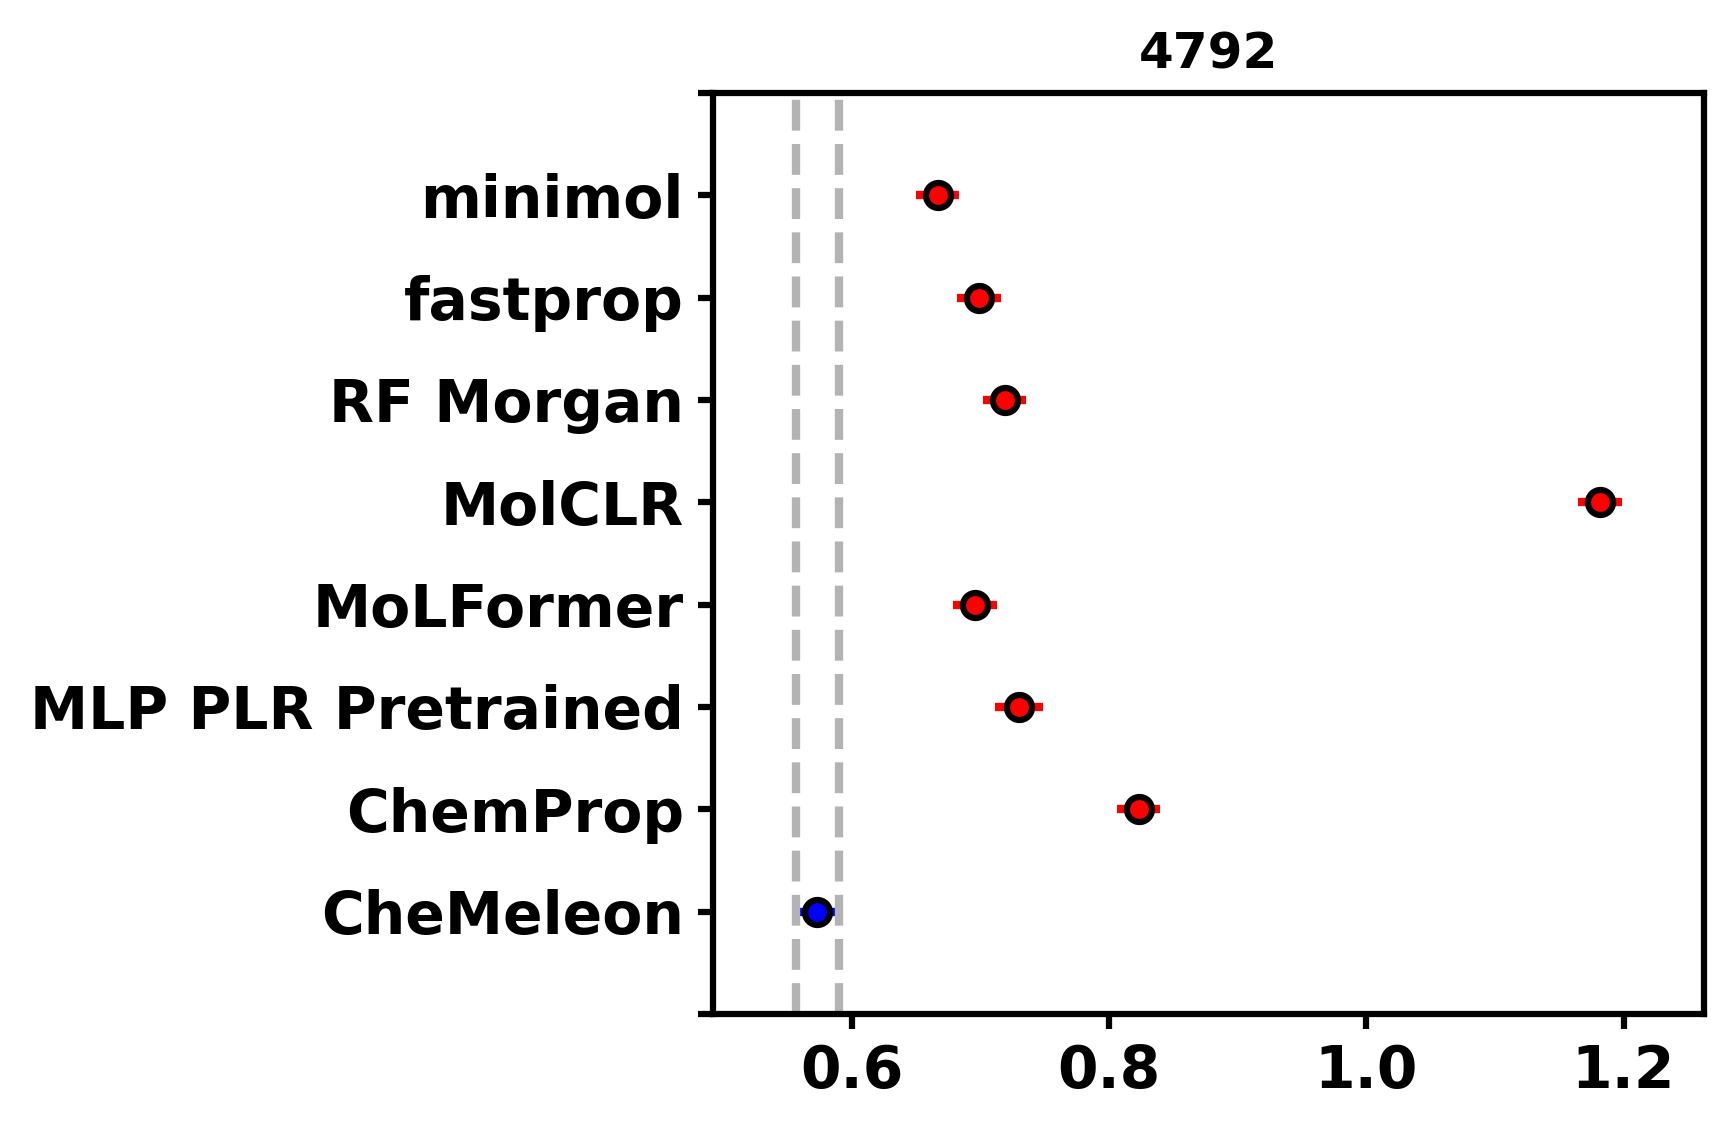 4792
minimol
fastprop
RF Morgan
MolCLR
MoLFormer
MLP PLR Pretrained
ChemProp
CheMeleon
0.6 0.8 1.0 1.2